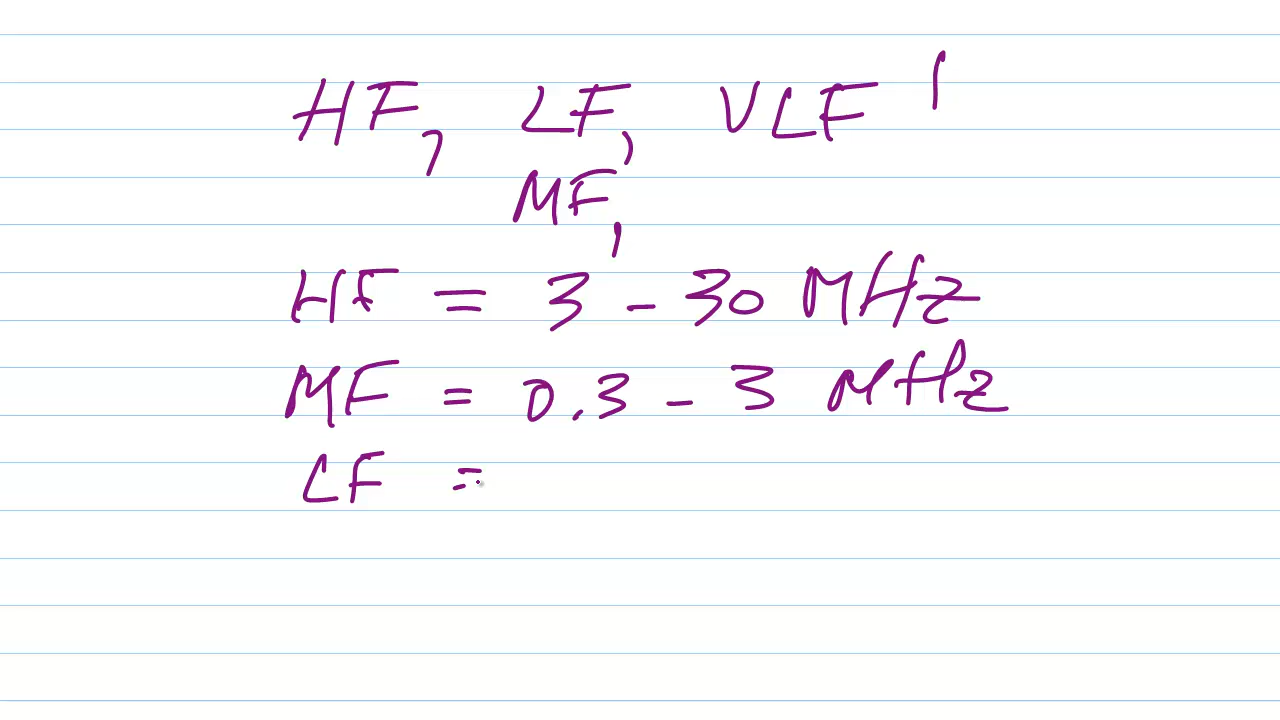 HF, LF, VLF
MF,
HF = 3 - 30 MHz
MF = 0.3 - 3 MHz
LF =